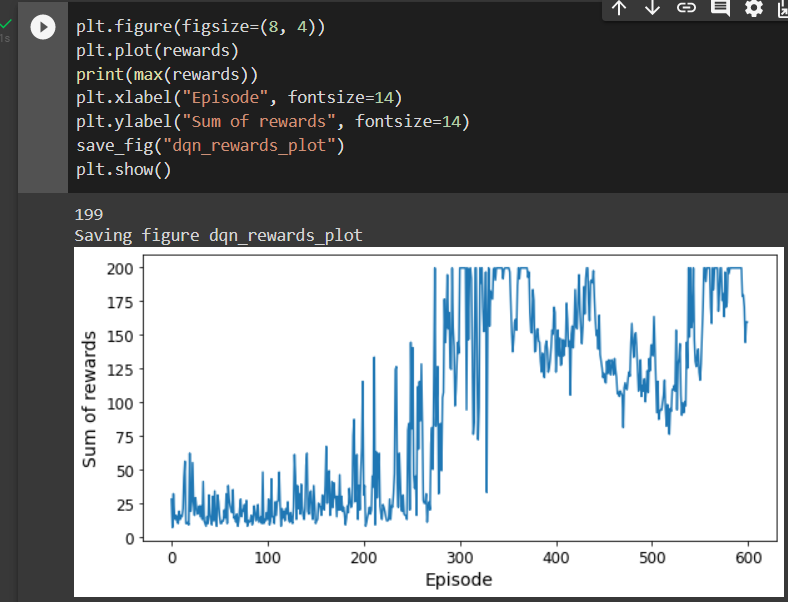 plt.figure(figsize=(8, 4))
plt.plot(rewards)
print(max(rewards))
plt.xlabel("Episode", fontsize=14)
plt.ylabel("Sum of rewards", fontsize=14)
save_fig("dqn_rewards_plot")
plt.show()
1s
199
Saving figure dqn_rewards_plot
200
175
150
125
100
75
50
25
0
Sum of rewards
0 100 200 300 400 500 600
Episode